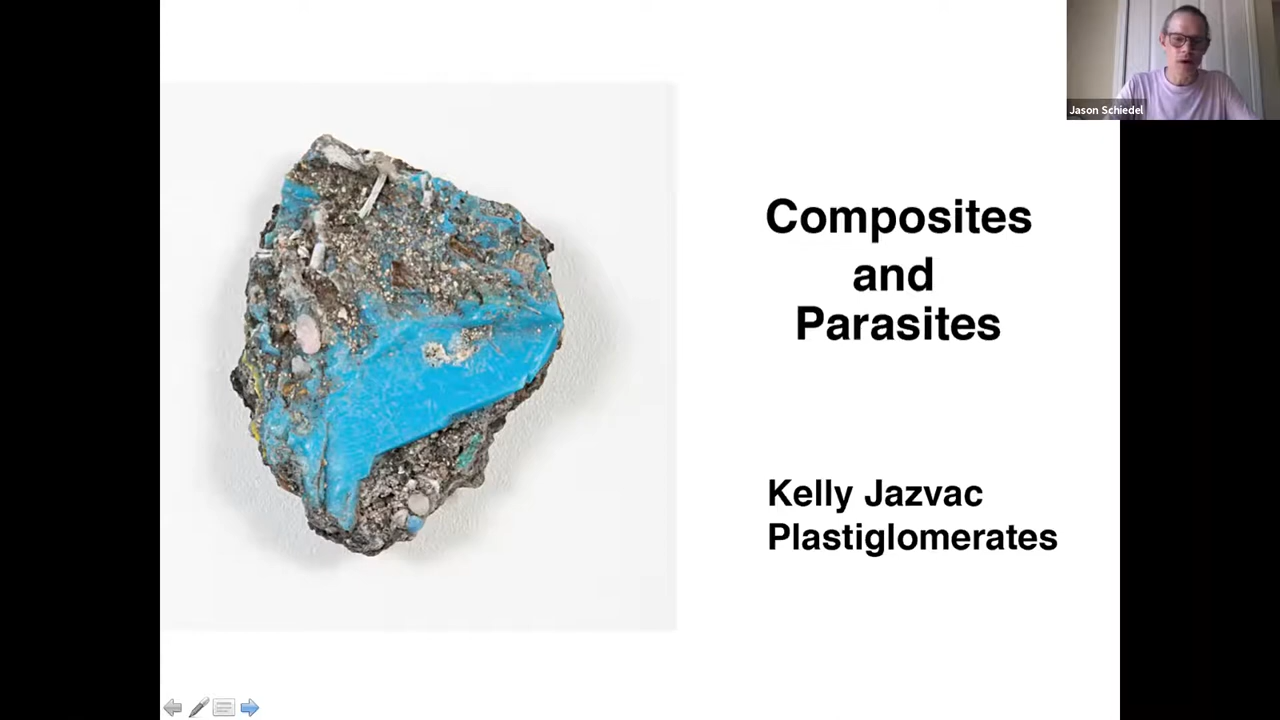 Jason Schiedel
Composites
and
Parasites
Kelly Jazvac
Plastiglomerates